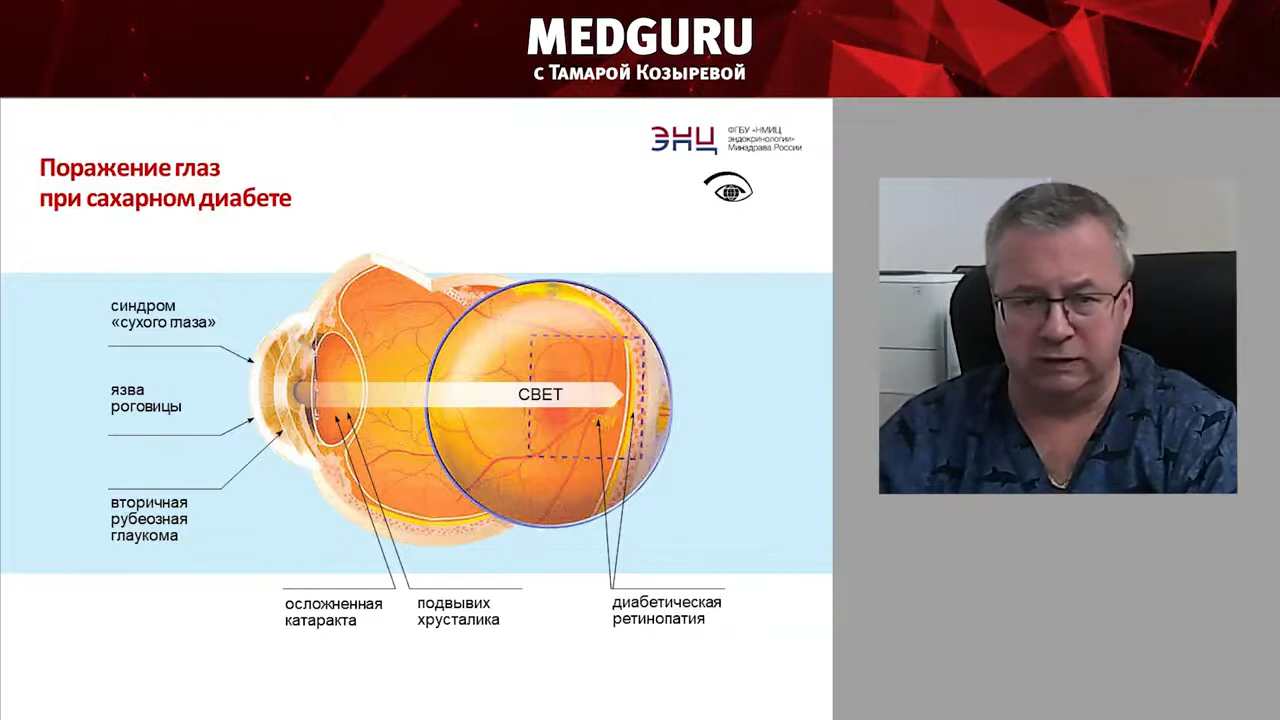 MEDGURU
с Тамарой Козыревой
ЭНЦ
ФГБУ «НМИЦ
эндокринологии»
Минздрава России
Поражение глаз
при сахарном диабете
синдром
«сухого глаза»
язва
роговицы
СВЕТ
вторичная
рубеозная
глаукома
осложненная
катаракта
подвывих
хрусталика
диабетическая
ретинопатия